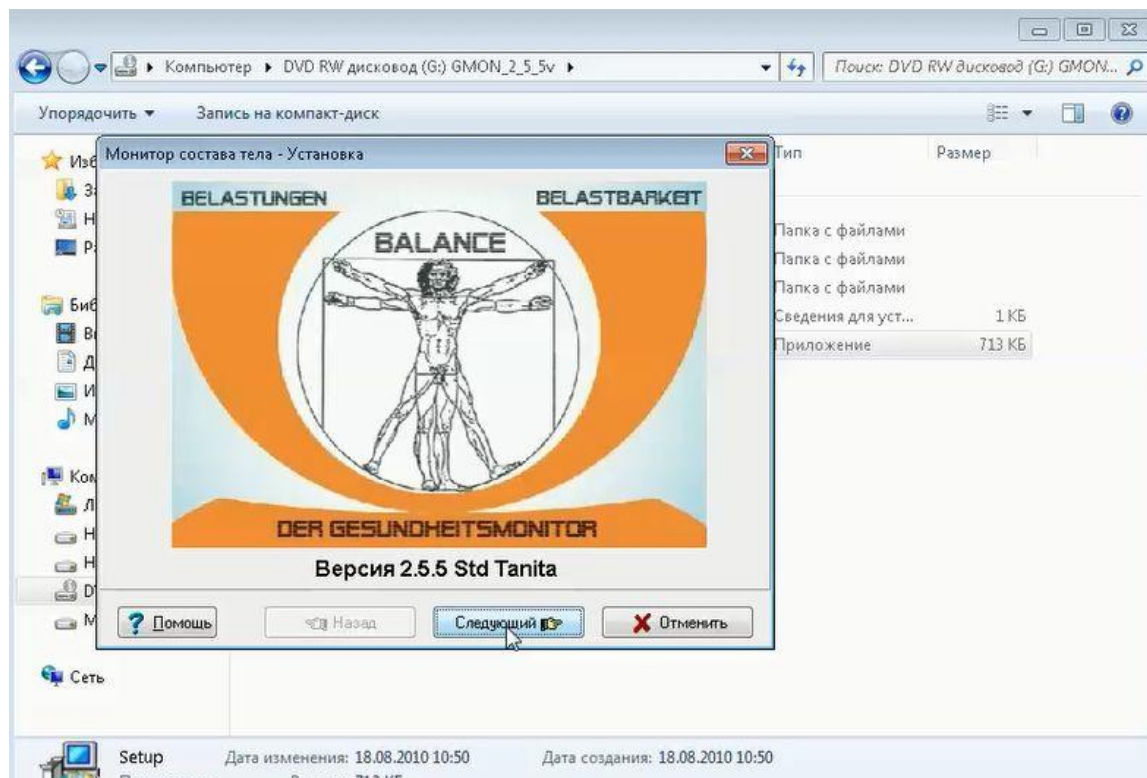 Компьютер ▸ DVD RW дисковод (G:) GMON_2_5_5v ▸
Поиск: DVD RW дисковод (G:) GMON...
Упорядочить
Запись на компакт-диск
Монитор состава тела - Установка
Тип
Размер
BELASTUNGEN
BELASTBARKEIT
BALANCE
DER GESUNDHEITSMONITOR
Версия 2.5.5 Std Tanita
? Помощь
Назад
Следующий
Отменить
Папка с файлами
Папка с файлами
Папка с файлами
Сведения для уст...
1 КБ
Приложение
713 КБ
Сеть
Setup
Дата изменения: 18.08.2010 10:50
Дата создания: 18.08.2010 10:50